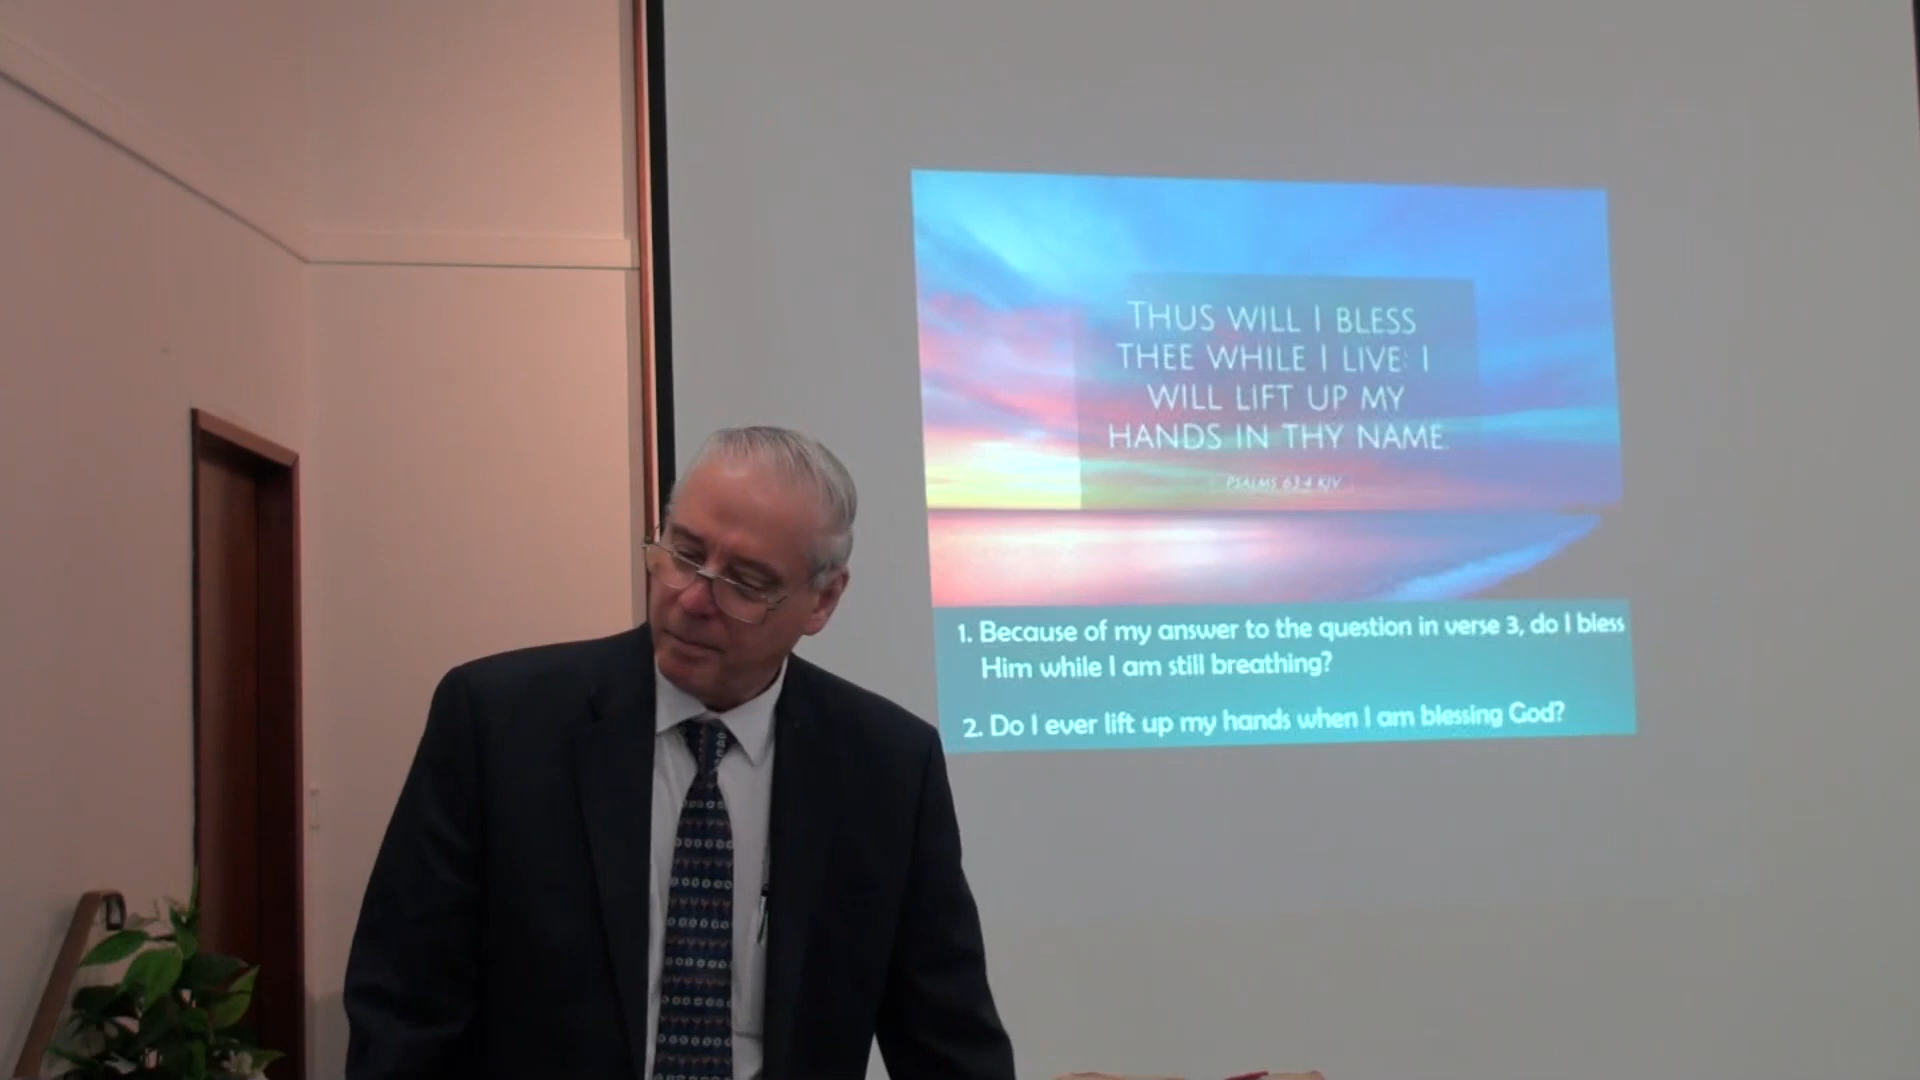 THUS WILL I BLESS
THEE WHILE I LIVE: I
WILL LIFT UP MY
HANDS IN THY NAME.
PSALMS 63:4 KJV
1. Because of my answer to the question in verse 3, do I bless
Him while I am still breathing?
2. Do I ever lift up my hands when I am blessing God?